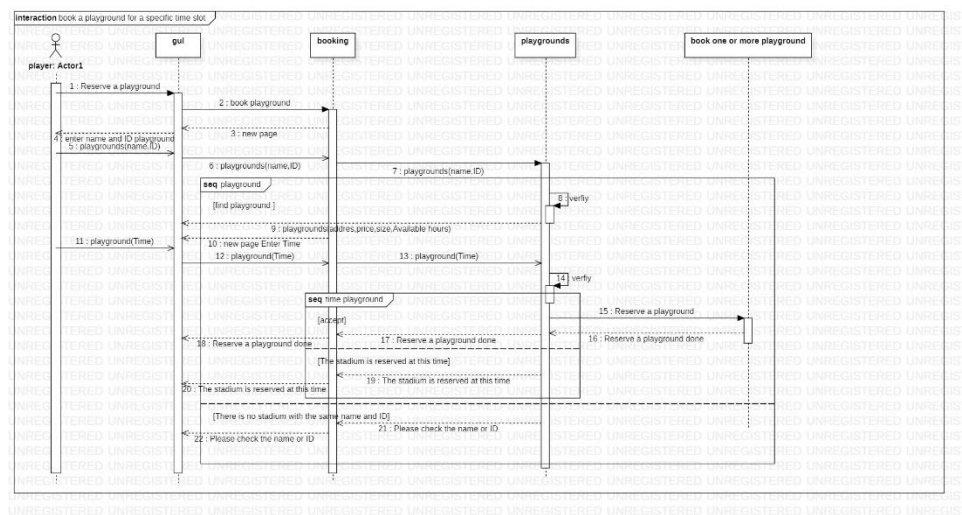 interaction book a playground for a specific time slot
player: Actor1
gui
booking
playgrounds
book one or more playground
1 : Reserve a playground
2 : book playground
3 : new page
4 : enter name and ID playground
5 : playgrounds(name,ID)
6 : playgrounds(name,ID)
7 : playgrounds(name,ID)
seq playground
[find playground ]
8 : verfiy
9 : playgrounds(addres,price,size,Available hours)
10 : new page Enter Time
11 : playground(Time)
12 : playground(Time)
13 : playground(Time)
14 : verfiy
seq time playground
[accept]
15 : Reserve a playground
16 : Reserve a playground done
17 : Reserve a playground done
18 : Reserve a playground done
[The stadium is reserved at this time]
19 : The stadium is reserved at this time
20 : The stadium is reserved at this time
[There is no stadium with the same name and ID]
21 : Please check the name or ID
22 : Please check the name or ID
UNREGISTERED